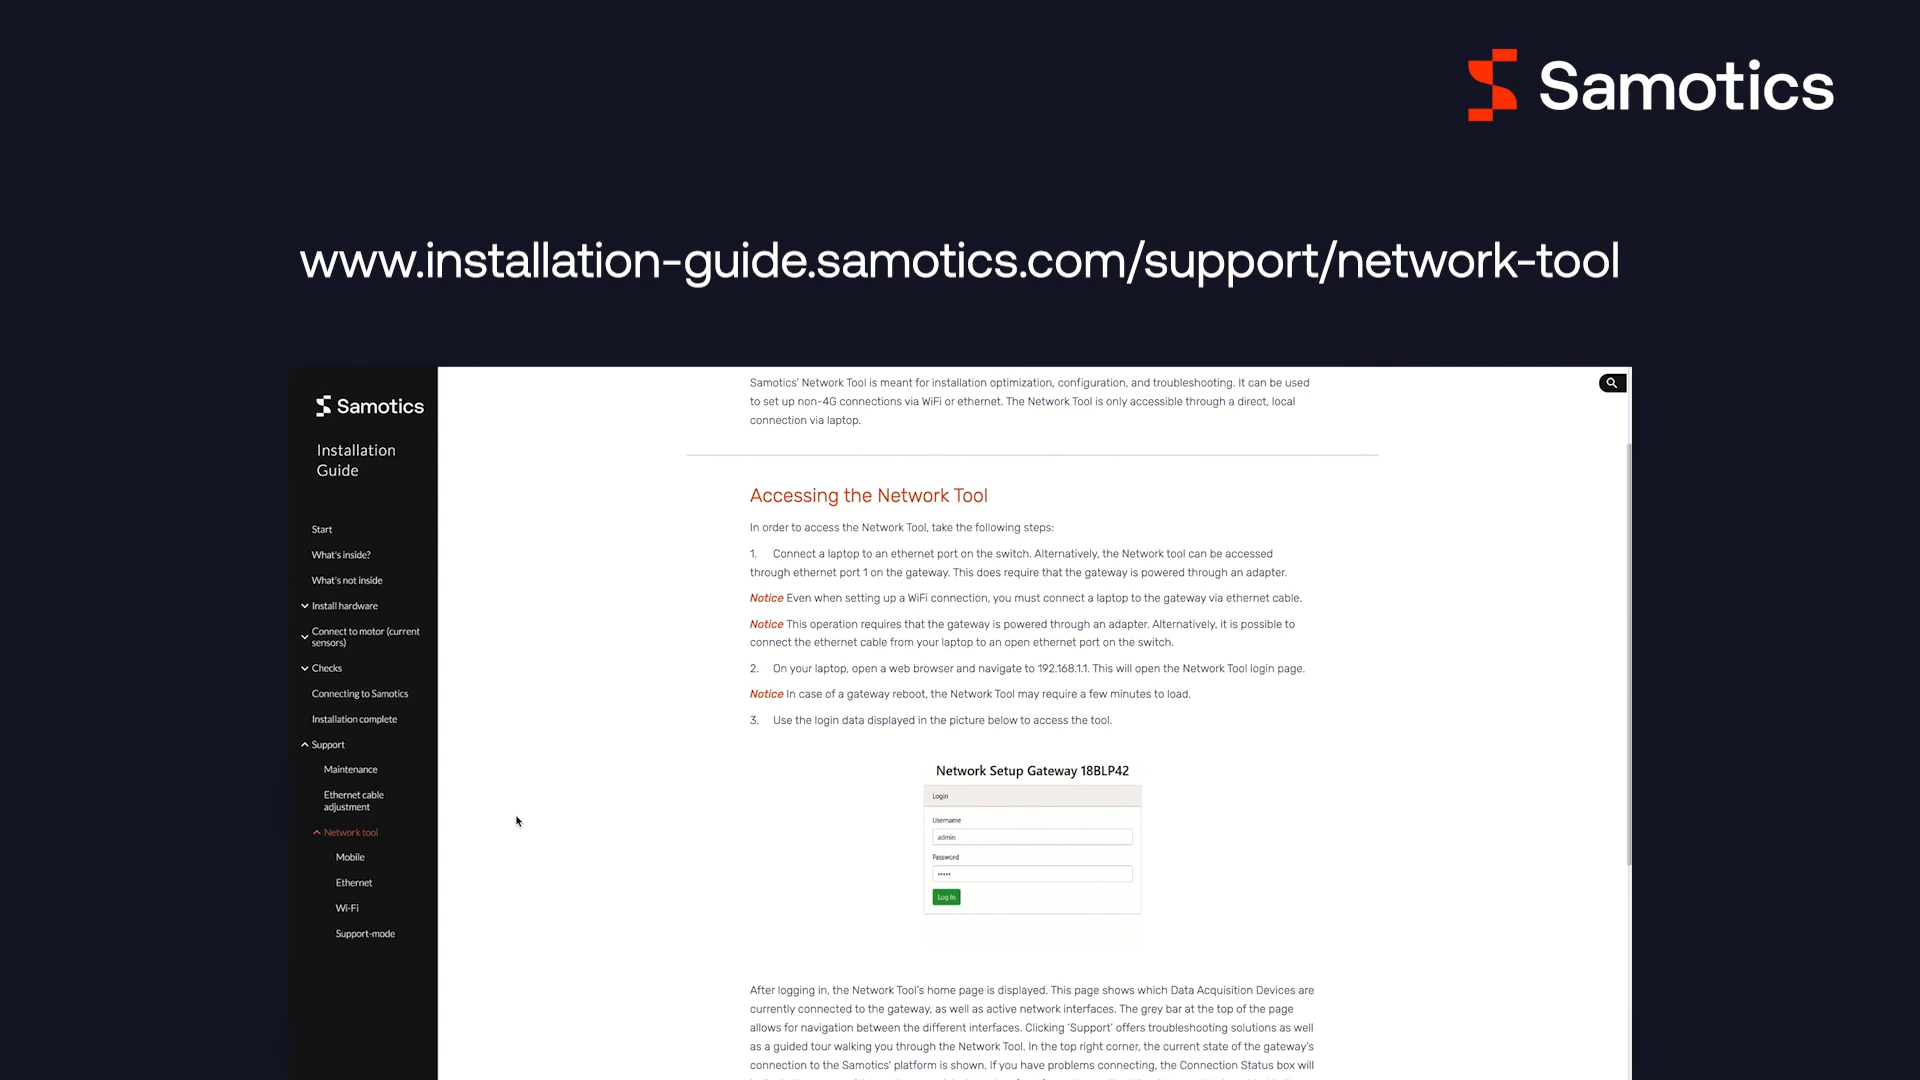 Samotics
www.installation-guide.samotics.com/support/network-tool
Samotics
Installation
Guide
Start
What's inside?
What's not inside
Install hardware
Connect to motor (current
sensors)
Checks
Connecting to Samotics
Installation complete
Support
Maintenance
Ethernet cable
adjustment
Network tool
Mobile
Ethernet
Wi-Fi
Support-mode
Samotics' Network Tool is meant for installation optimization, configuration, and troubleshooting. It can be used
to set up non-4G connections via WiFi or ethernet. The Network Tool is only accessible through a direct, local
connection via laptop.
Accessing the Network Tool
In order to access the Network Tool, take the following steps:
1. Connect a laptop to an ethernet port on the switch. Alternatively, the Network tool can be accessed
through ethernet port 1 on the gateway. This does require that the gateway is powered through an adapter.
Notice Even when setting up a WiFi connection, you must connect a laptop to the gateway via ethernet cable.
Notice This operation requires that the gateway is powered through an adapter. Alternatively, it is possible to
connect the ethernet cable from your laptop to an open ethernet port on the switch.
2. On your laptop, open a web browser and navigate to 192.168.1.1. This will open the Network Tool login page.
Notice In case of a gateway reboot, the Network Tool may require a few minutes to load.
3. Use the login data displayed in the picture below to access the tool.
Network Setup Gateway 18BLP42
Login
Username
admin
Password
•••••
Log In
After logging in, the Network Tool's home page is displayed. This page shows which Data Acquisition Devices are
currently connected to the gateway, as well as active network interfaces. The grey bar at the top of the page
allows for navigation between the different interfaces. Clicking 'Support' offers troubleshooting solutions as well
as a guided tour walking you through the Network Tool. In the top right corner, the current state of the gateway's
connection to the Samotics' platform is shown. If you have problems connecting, the Connection Status box will